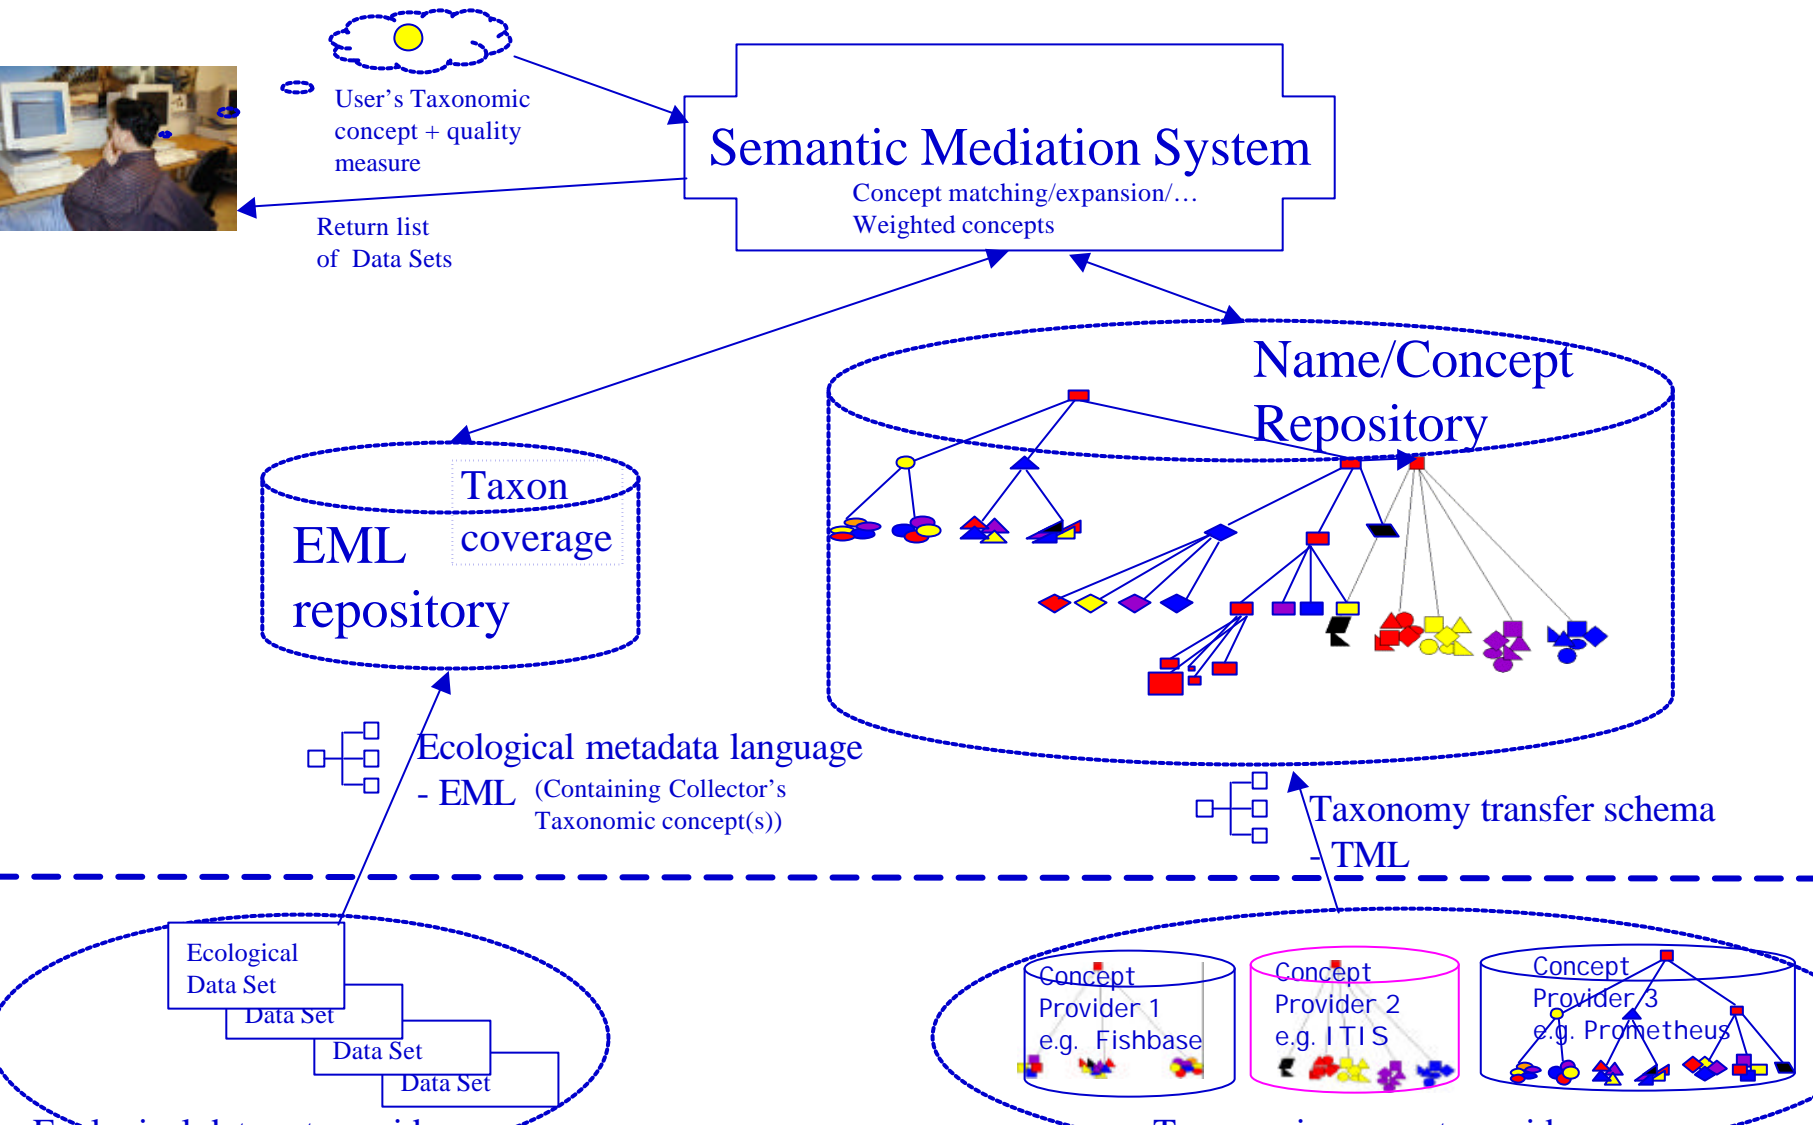 User's Taxonomic
concept + quality
measure
Return list
of Data Sets
Semantic Mediation System
Concept matching/expansion/…
Weighted concepts
Name/Concept
Repository
Taxon
coverage
EML
repository
Ecological metadata language
- EML (Containing Collector's
Taxonomic concept(s))
Taxonomy transfer schema
- TML
Ecological
Data Set
Data Set
Data Set
Data Set
Concept
Provider 1
e.g. Fishbase
Concept
Provider 2
e.g. ITIS
Concept
Provider 3
e.g. Prometheus